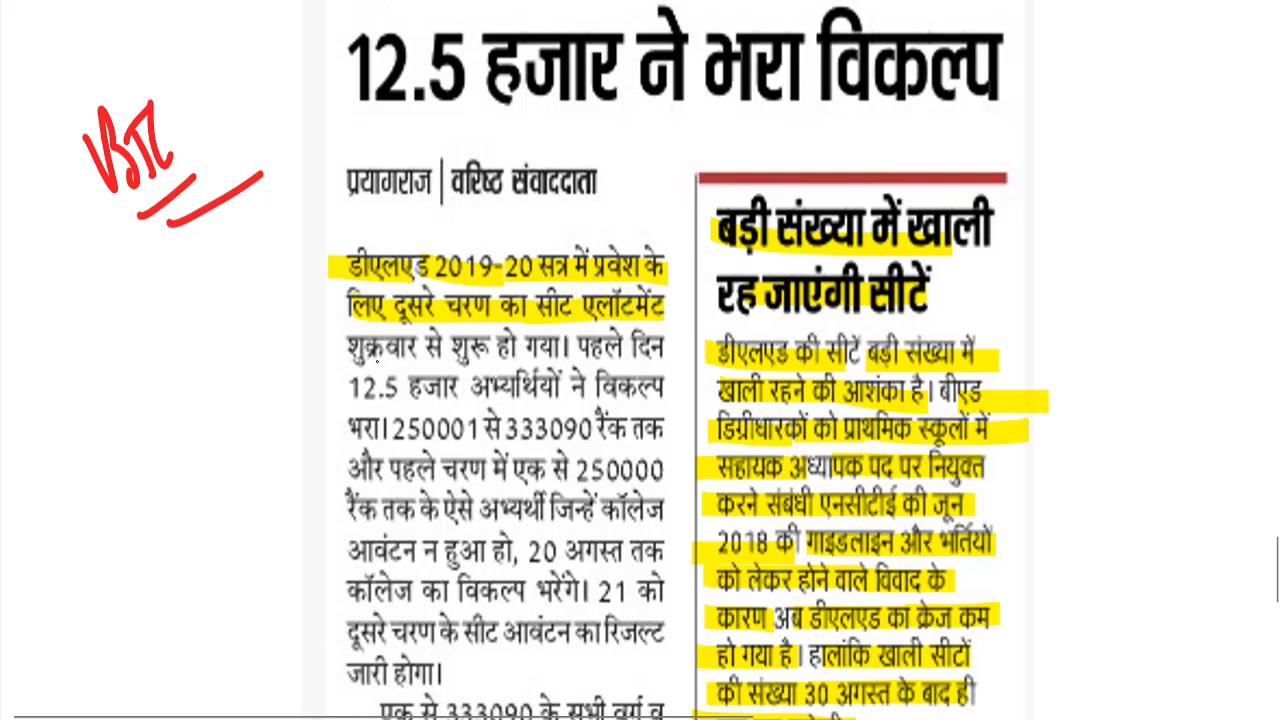 12.5 हजार ने भरा विकल्प
BTC
प्रयागराज | वरिष्ठ संवाददाता
डीएलएड 2019-20 सत्र में प्रवेश के
लिए दूसरे चरण का सीट एलॉटमेंट
शुक्रवार से शुरू हो गया। पहले दिन
12.5 हजार अभ्यर्थियों ने विकल्प
भरा। 250001 से 333090 रैंक तक
और पहले चरण में एक से 250000
रैंक तक के ऐसे अभ्यर्थी जिन्हें कॉलेज
आवंटन न हुआ हो, 20 अगस्त तक
कॉलेज का विकल्प भरेंगे। 21 को
दूसरे चरण के सीट आवंटन का रिजल्ट
जारी होगा।
एक से 333090 के सभी वर्ग व
बड़ी संख्या में खाली
रह जाएंगी सीटें
डीएलएड की सीटें बड़ी संख्या में
खाली रहने की आशंका है। बीएड
डिग्रीधारकों को प्राथमिक स्कूलों में
सहायक अध्यापक पद पर नियुक्त
करने संबंधी एनसीटीई की जून
2018 की गाइडलाइन और भर्तियों
को लेकर होने वाले विवाद के
कारण अब डीएलएड का क्रेज कम
हो गया है। हालांकि खाली सीटों
की संख्या 30 अगस्त के बाद ही